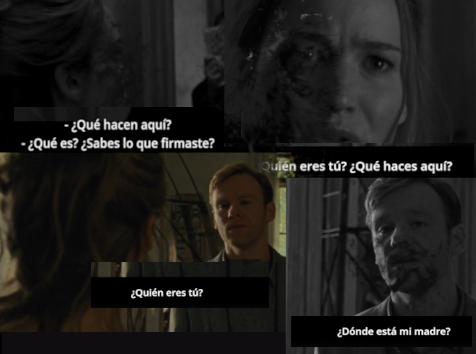 - ¿Qué hacen aquí?
- ¿Qué es? ¿Sabes lo que firmaste?
Quién eres tú? ¿Qué haces aquí?
¿Quién eres tú?
¿Dónde está mi madre?